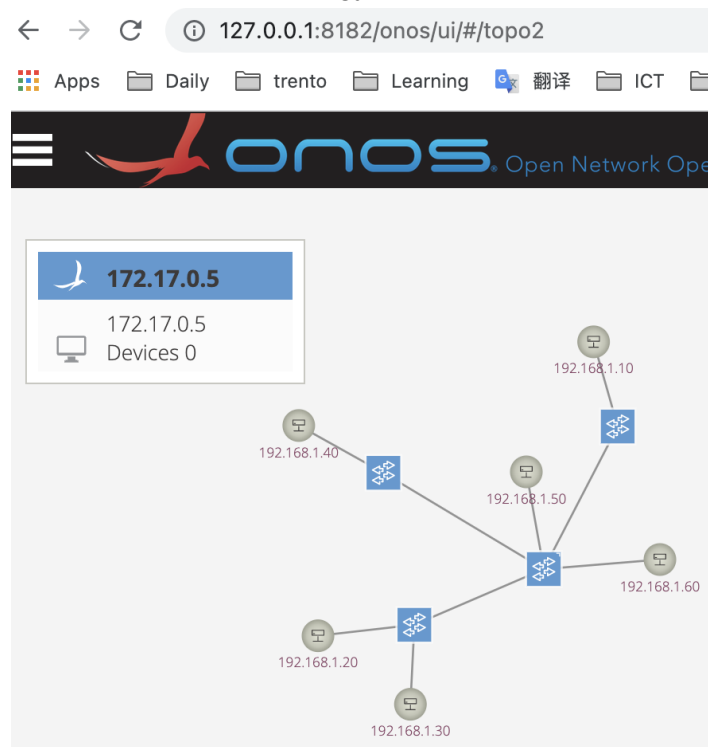 127.0.0.1:8182/onos/ui/#/topo2
Apps Daily trento Learning 翻译 ICT
onos. Open Network Ope
172.17.0.5
172.17.0.5
Devices 0
192.168.1.10
192.168.1.40
192.168.1.50
192.168.1.60
192.168.1.20
192.168.1.30